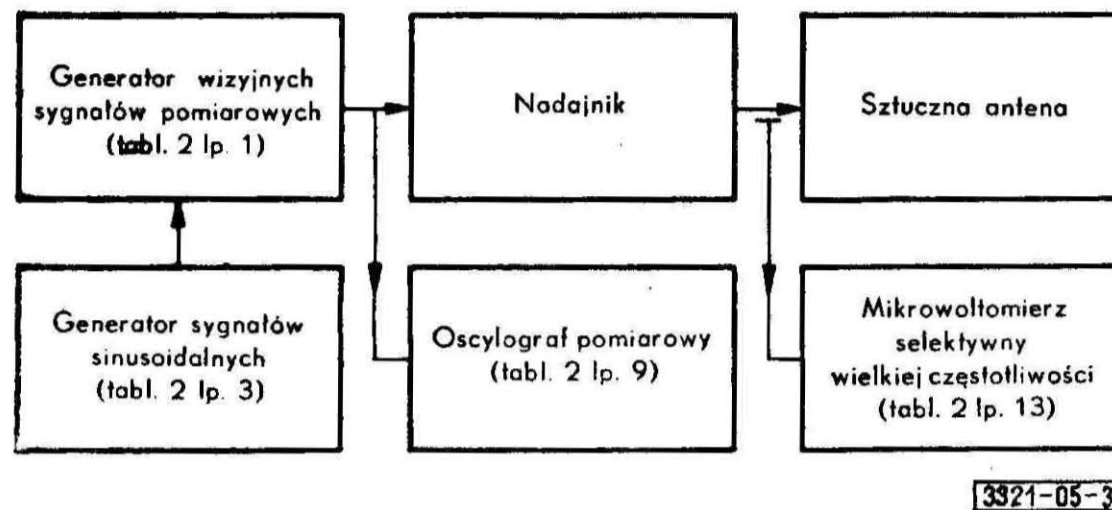 Generator wizyjnych
sygnałów pomiarowych
(tabl. 2 lp. 1)
Nadajnik
Sztuczna antena
Generator sygnałów
sinusoidalnych
(tabl. 2 lp. 3)
Oscylograf pomiarowy
(tabl. 2 lp. 9)
Mikrowoltomierz
selektywny
wielkiej częstotliwości
(tabl. 2 lp. 13)
3321-05-3